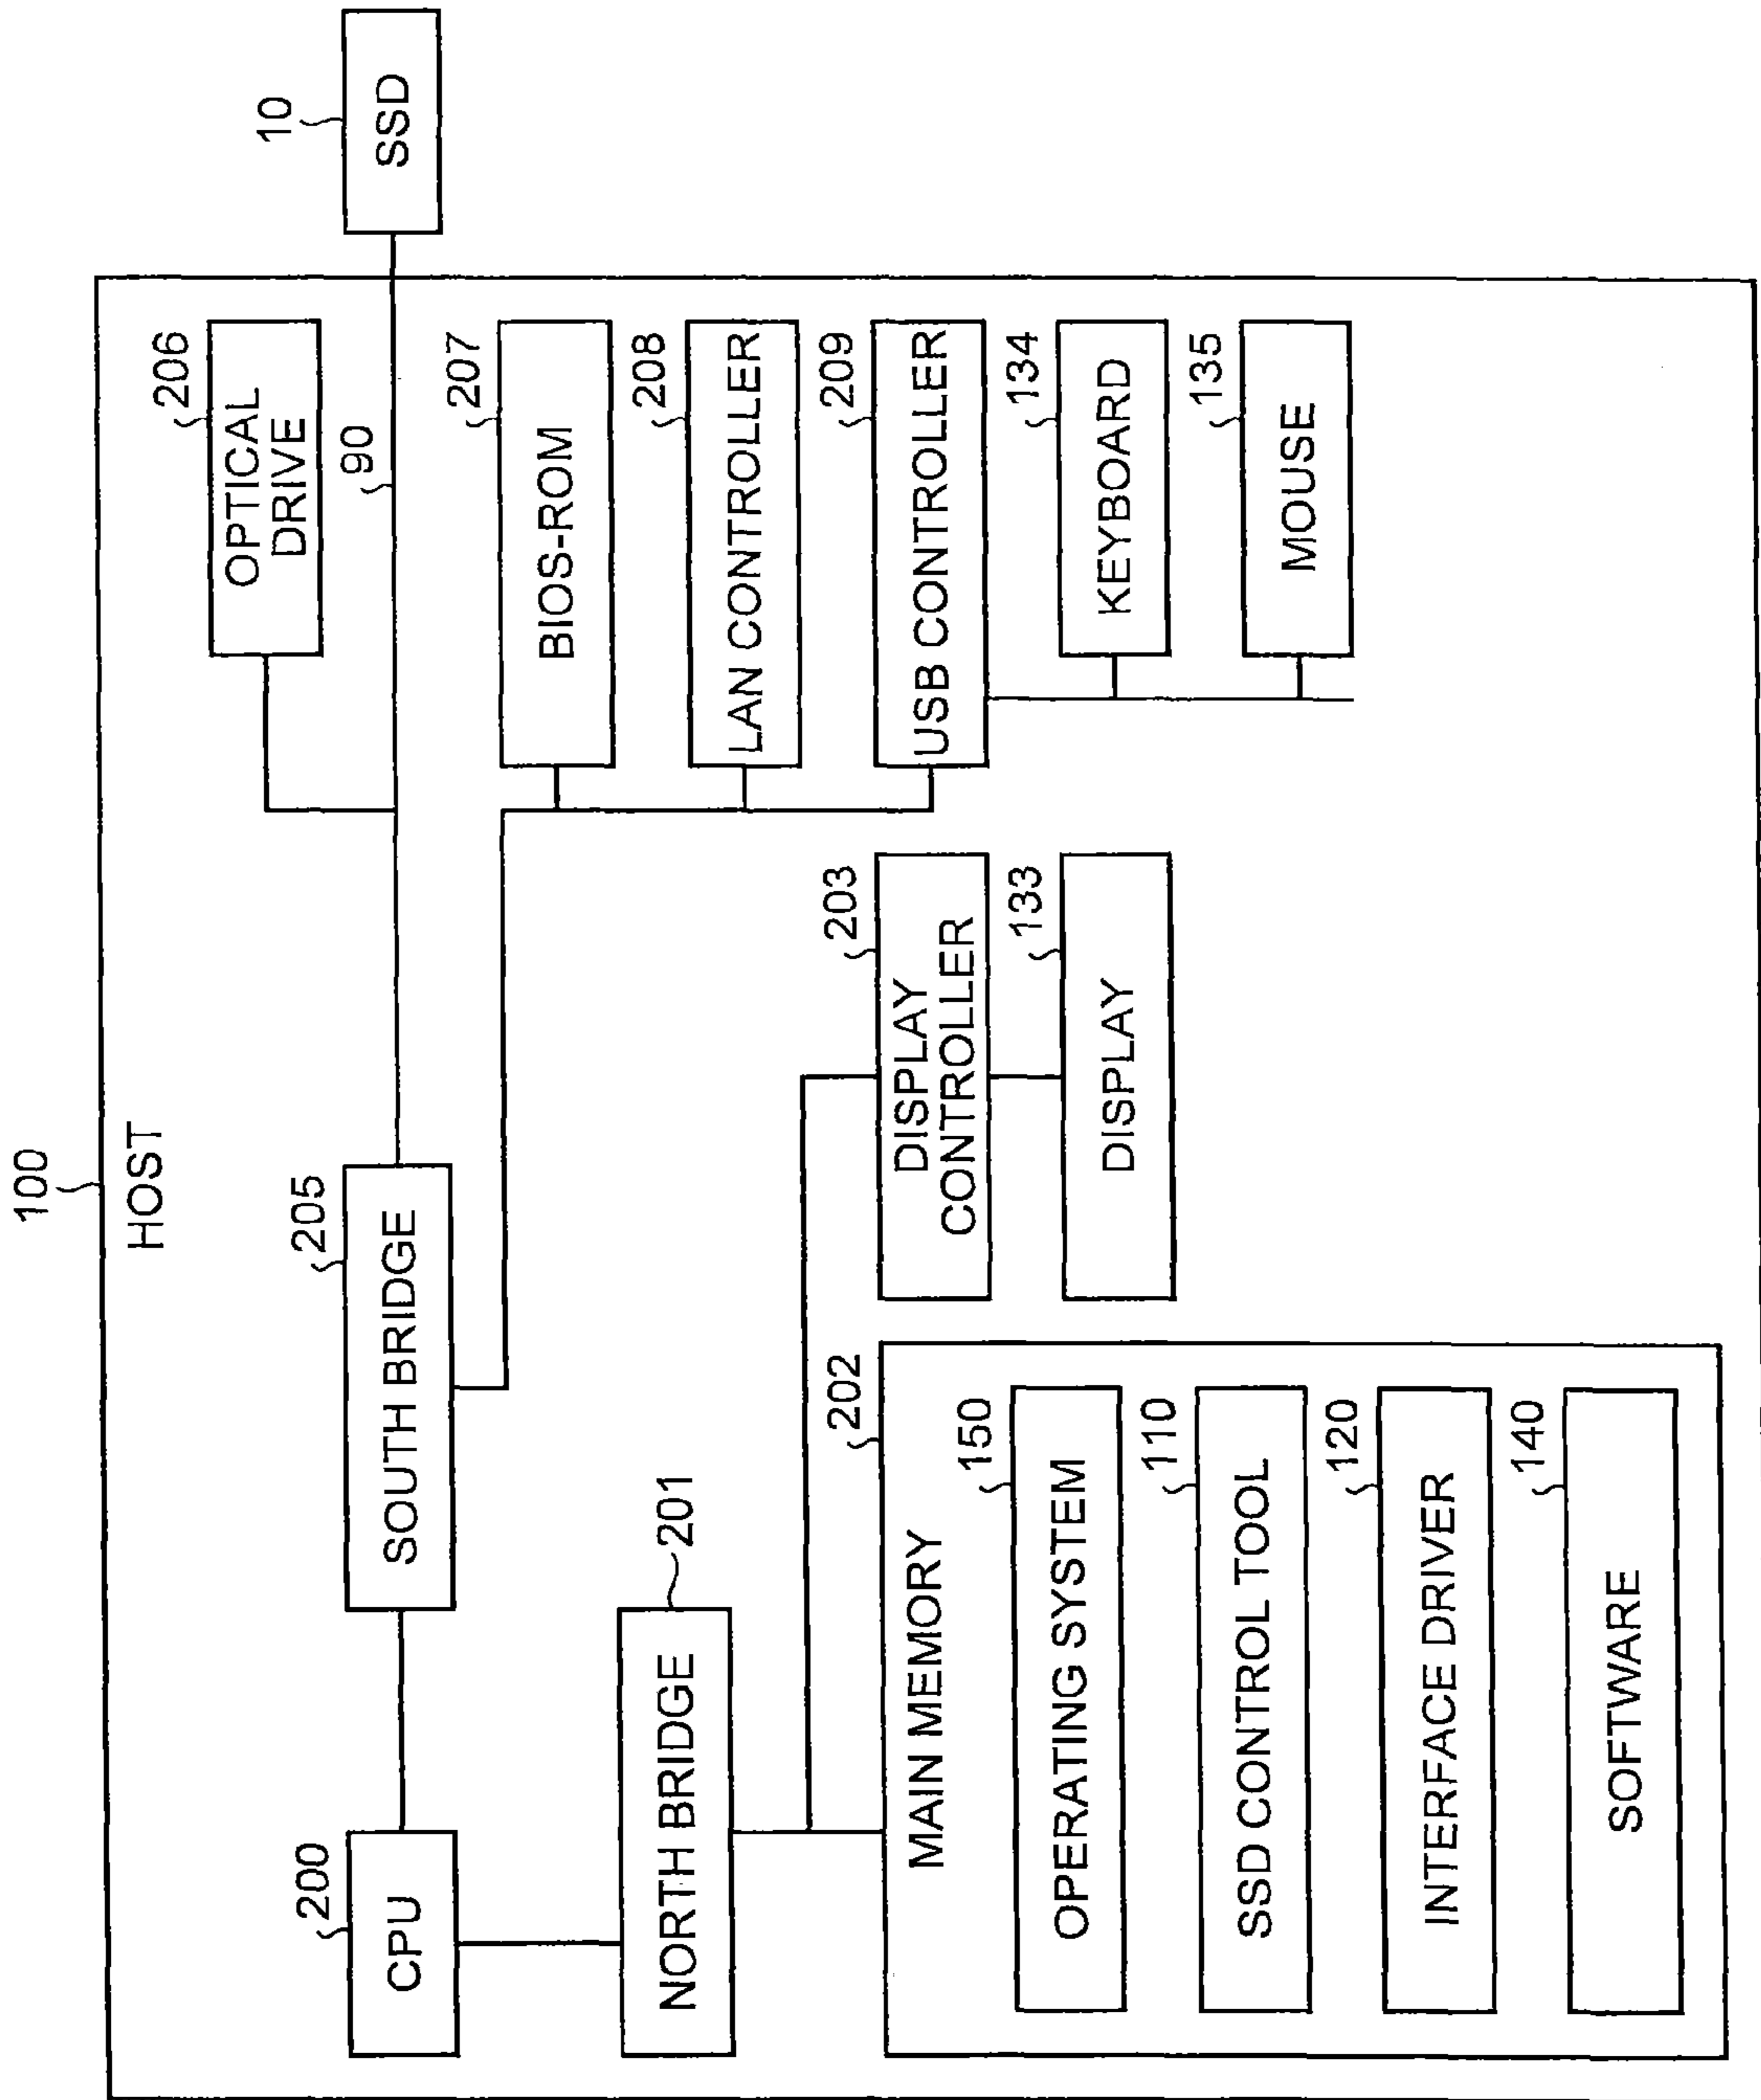 100
HOST
200
CPU
205
SOUTH BRIDGE
90
206
OPTICAL
DRIVE
10
SSD
201
NORTH BRIDGE
207
BIOS-ROM
208
LAN CONTROLLER
209
USB CONTROLLER
134
KEYBOARD
135
MOUSE
203
DISPLAY
CONTROLLER
133
DISPLAY
202
MAIN MEMORY
150
OPERATING SYSTEM
110
SSD CONTROL TOOL
120
INTERFACE DRIVER
140
SOFTWARE